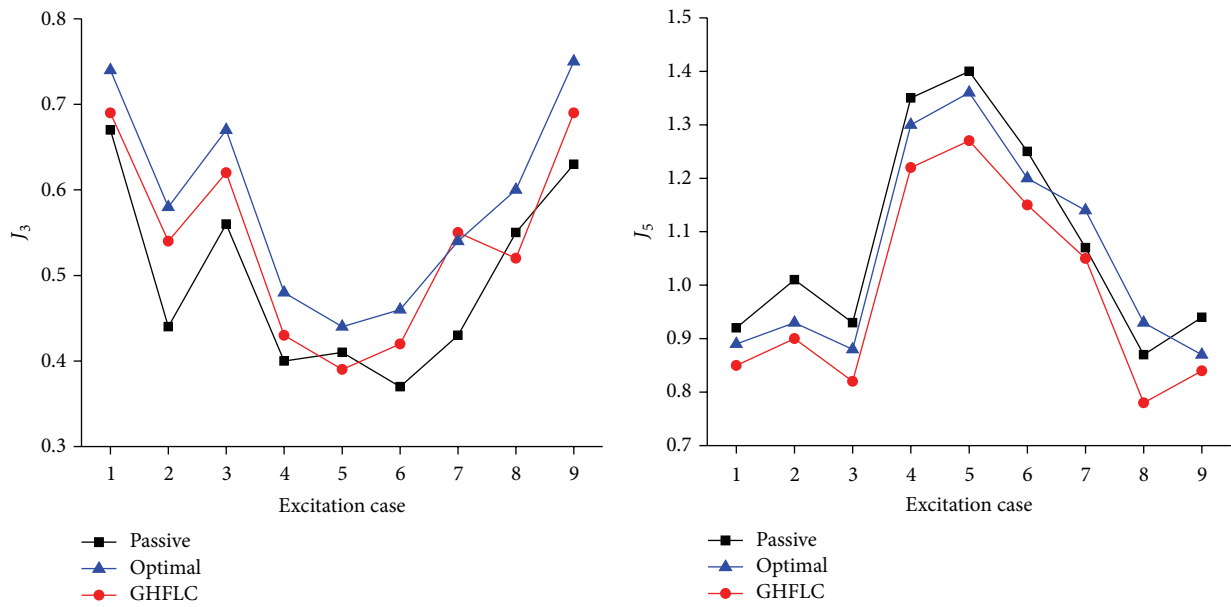 0.8
0.7
0.6
0.5
0.4
0.3
J3
1 2 3 4 5 6 7 8 9
Excitation case
Passive
Optimal
GHFLC
1.5
1.4
1.3
1.2
1.1
1.0
0.9
0.8
0.7
J5
1 2 3 4 5 6 7 8 9
Excitation case
Passive
Optimal
GHFLC